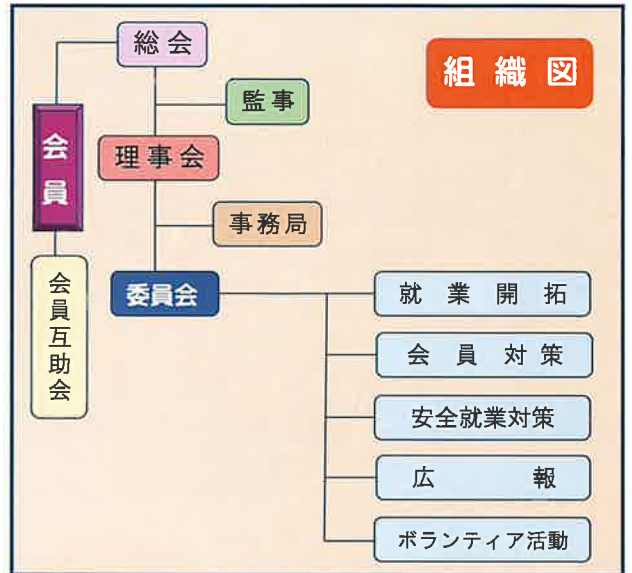 組織図
総会
監事
会員
理事会
事務局
会員互助会
委員会
就業開拓
会員対策
安全就業対策
広報
ボランティア活動